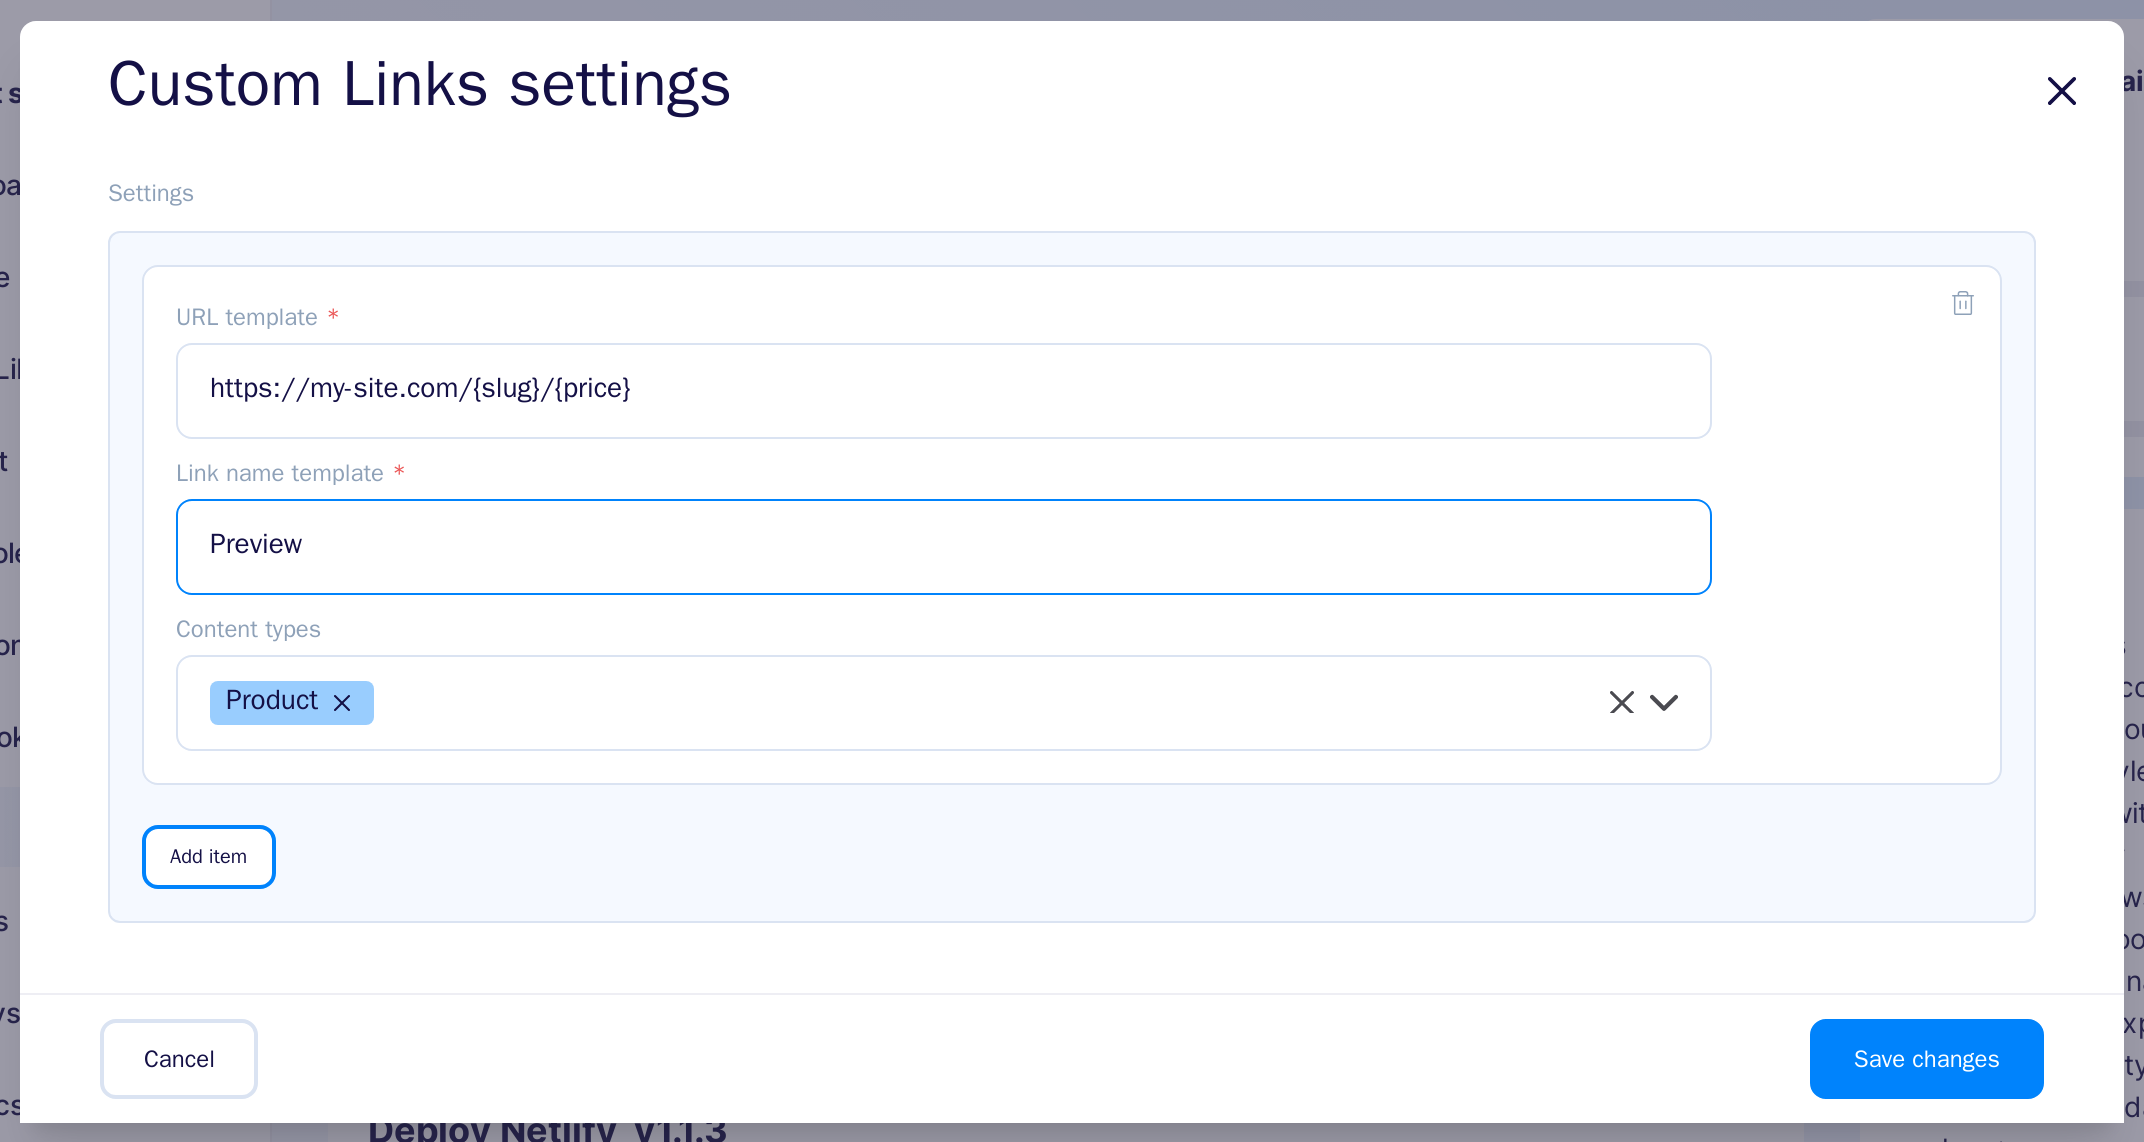 Custom Links settings
Settings
URL template *
https://my-site.com/{slug}/{price}
Link name template *
Preview
Content types
Product
Add item
Cancel
Save changes
Deploy Netlify v1.1.3